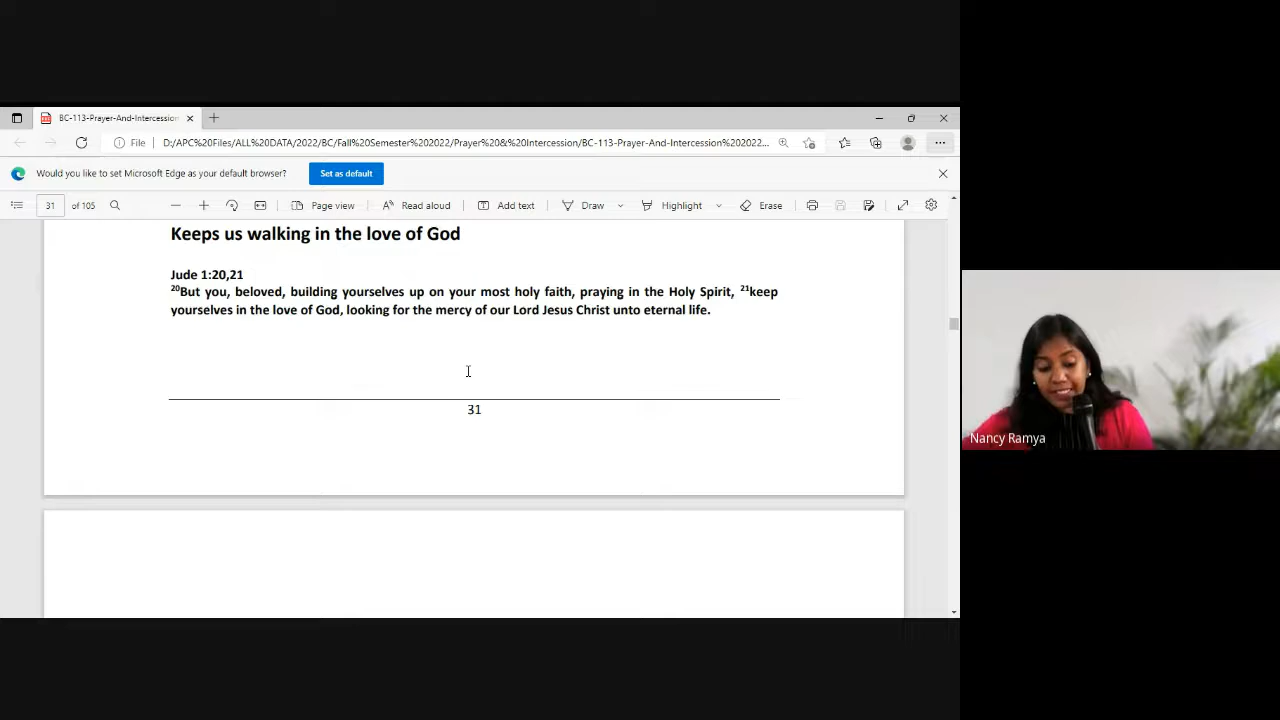 BC-113-Prayer-And-Intercession
File D:/APC%20Files/ALL%20DATA/2022/BC/Fall%20Semester%202022/Prayer%20&%20Intercession/BC-113-Prayer-And-Intercession%202022...
Would you like to set Microsoft Edge as your default browser? Set as default
31 of 105 Page view Read aloud Add text Draw Highlight Erase
Keeps us walking in the love of God
Jude 1:20,21
20But you, beloved, building yourselves up on your most holy faith, praying in the Holy Spirit, 21keep
yourselves in the love of God, looking for the mercy of our Lord Jesus Christ unto eternal life.
31
Nancy Ramya